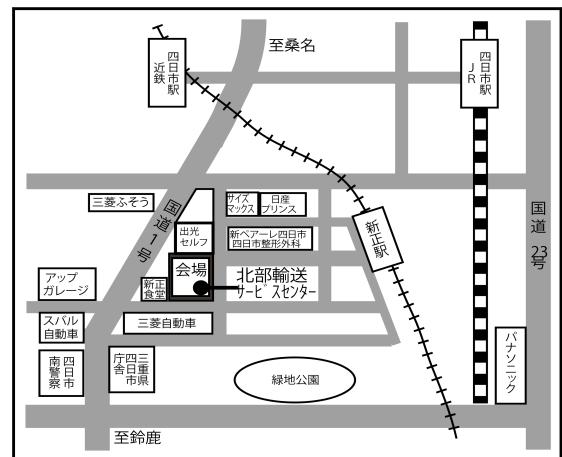 至桑名
近鉄
四日市駅
JR
四日市駅
三菱ふそう
国道1号
サイズ
マックス
日産
プリンス
国道23号
出光
セルフ
新ペアーレ四日市
四日市整形外科
新正駅
会場
北部輸送
サービスセンター
アップ
ガレージ
新正
食堂
スバル
自動車
三菱自動車
パナソニック
四日市
南警察
三重県
四日市
庁舎
緑地公園
至鈴鹿